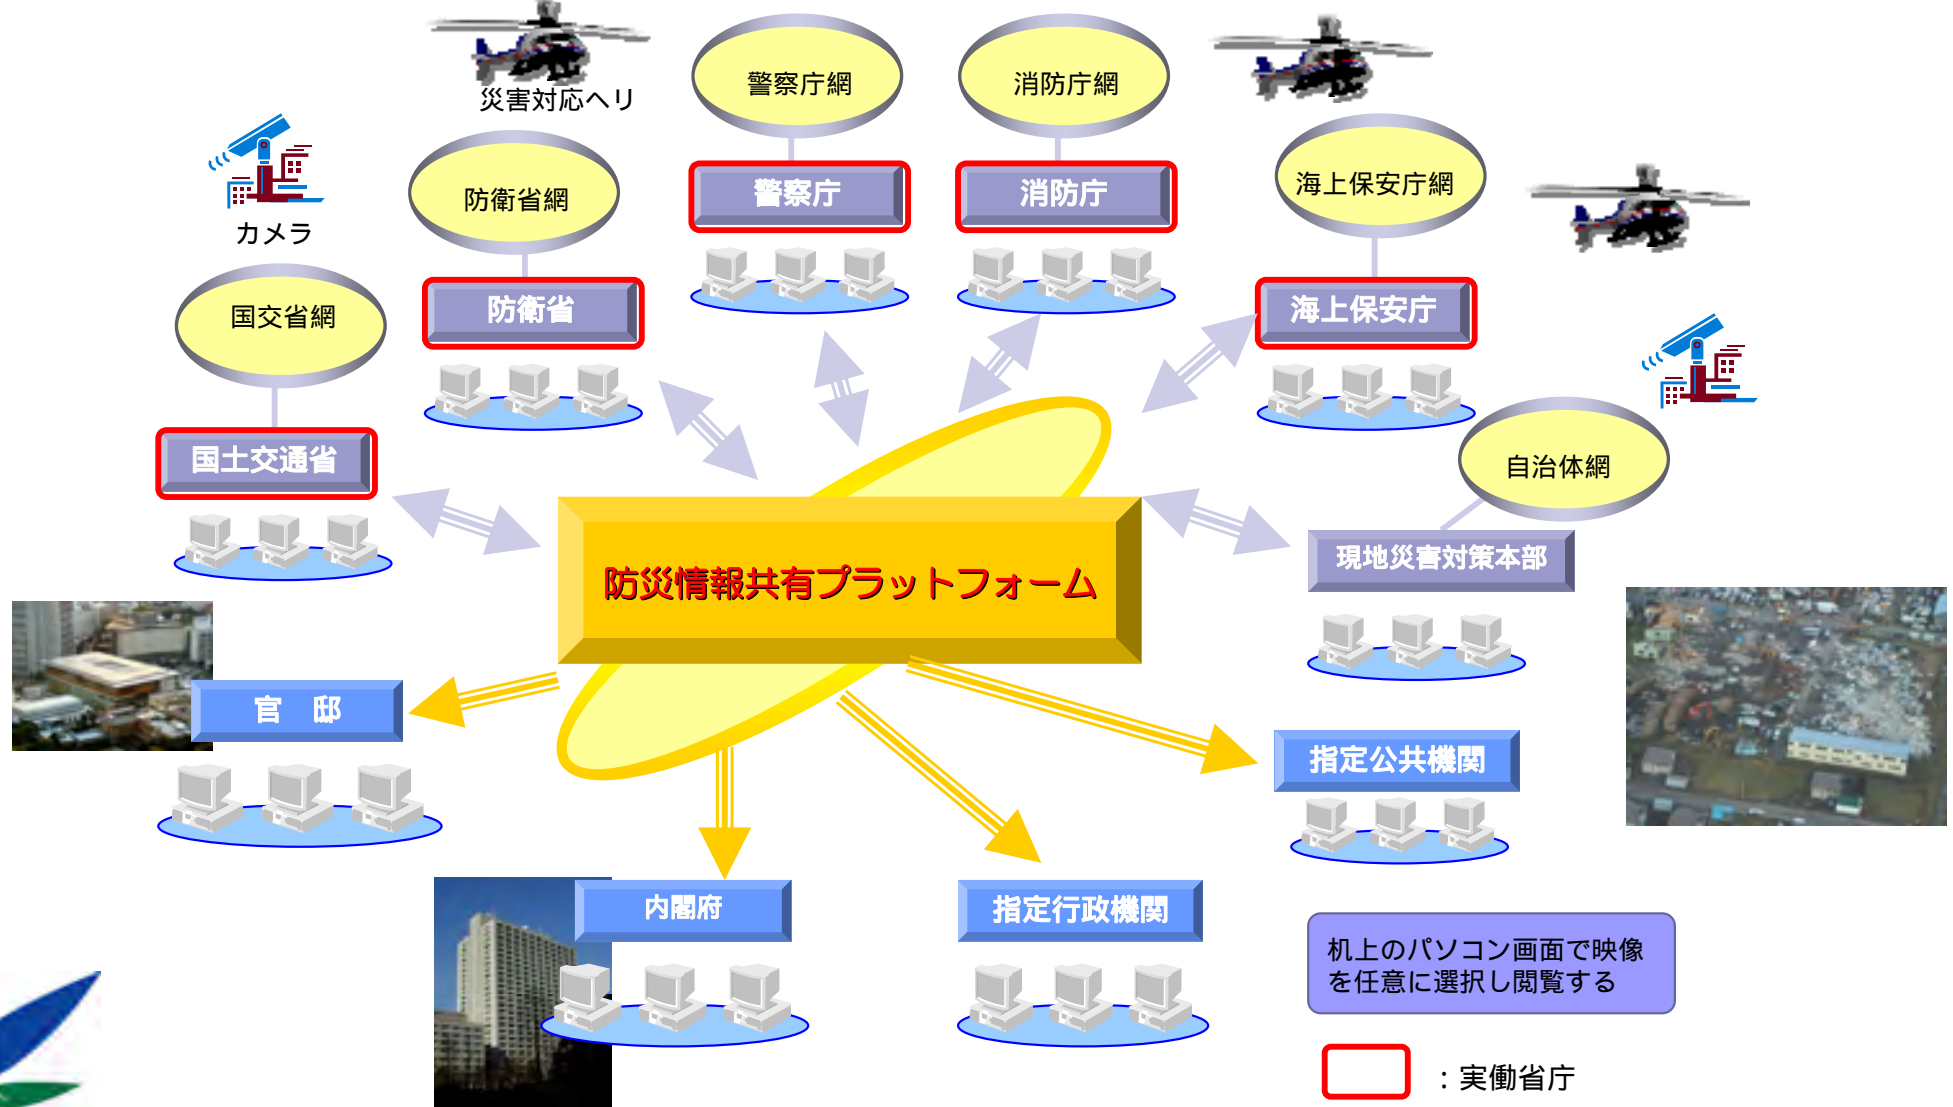 災害対応ヘリ
警察庁網
消防庁網
カメラ
防衛省網
警察庁
消防庁
海上保安庁網
国交省網
防衛省
海上保安庁
国土交通省
自治体網
現地災害対策本部
防災情報共有プラットフォーム
官　邸
指定公共機関
内閣府
指定行政機関
机上のパソコン画面で映像
を任意に選択し閲覧する
：実働省庁